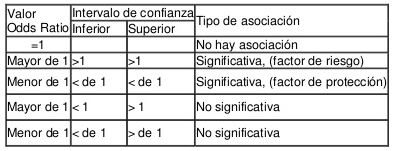 Valor Odds Ratio Intervalo de confianza Tipo de asociación
Inferior Superior
=1 No hay asociación
Mayor de 1 >1 >1 Significativa, (factor de riesgo)
Menor de 1 < de 1 < de 1 Significativa, (factor de protección)
Mayor de 1 < 1 > 1 No significativa
Menor de 1 < de 1 > de 1 No significativa